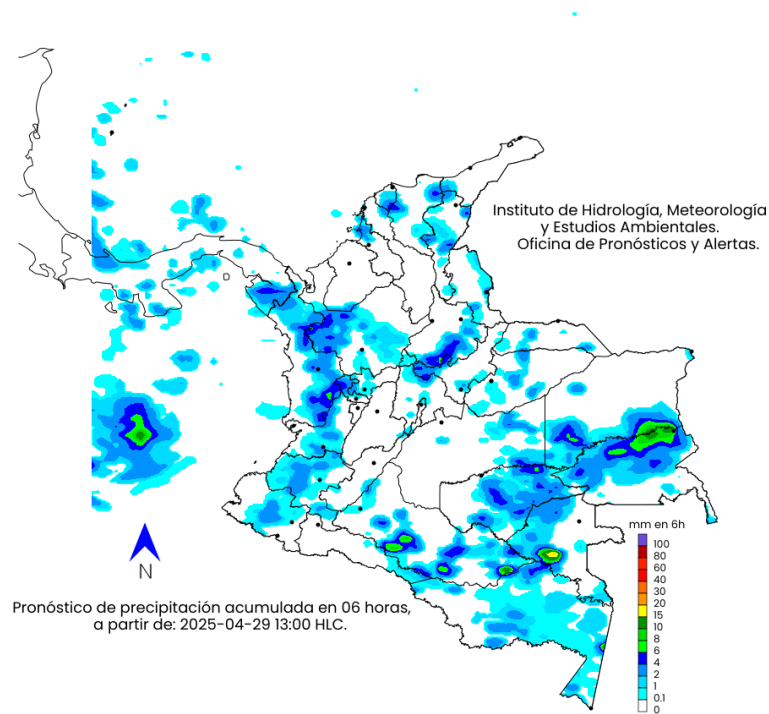 Instituto de Hidrología, Meteorología
y Estudios Ambientales.
Oficina de Pronósticos y Alertas.
D
N
Pronóstico de precipitación acumulada en 06 horas,
a partir de: 2025-04-29 13:00 HLC.
mm en 6h
100
80
60
40
30
20
15
10
8
6
4
2
1
0.1
0